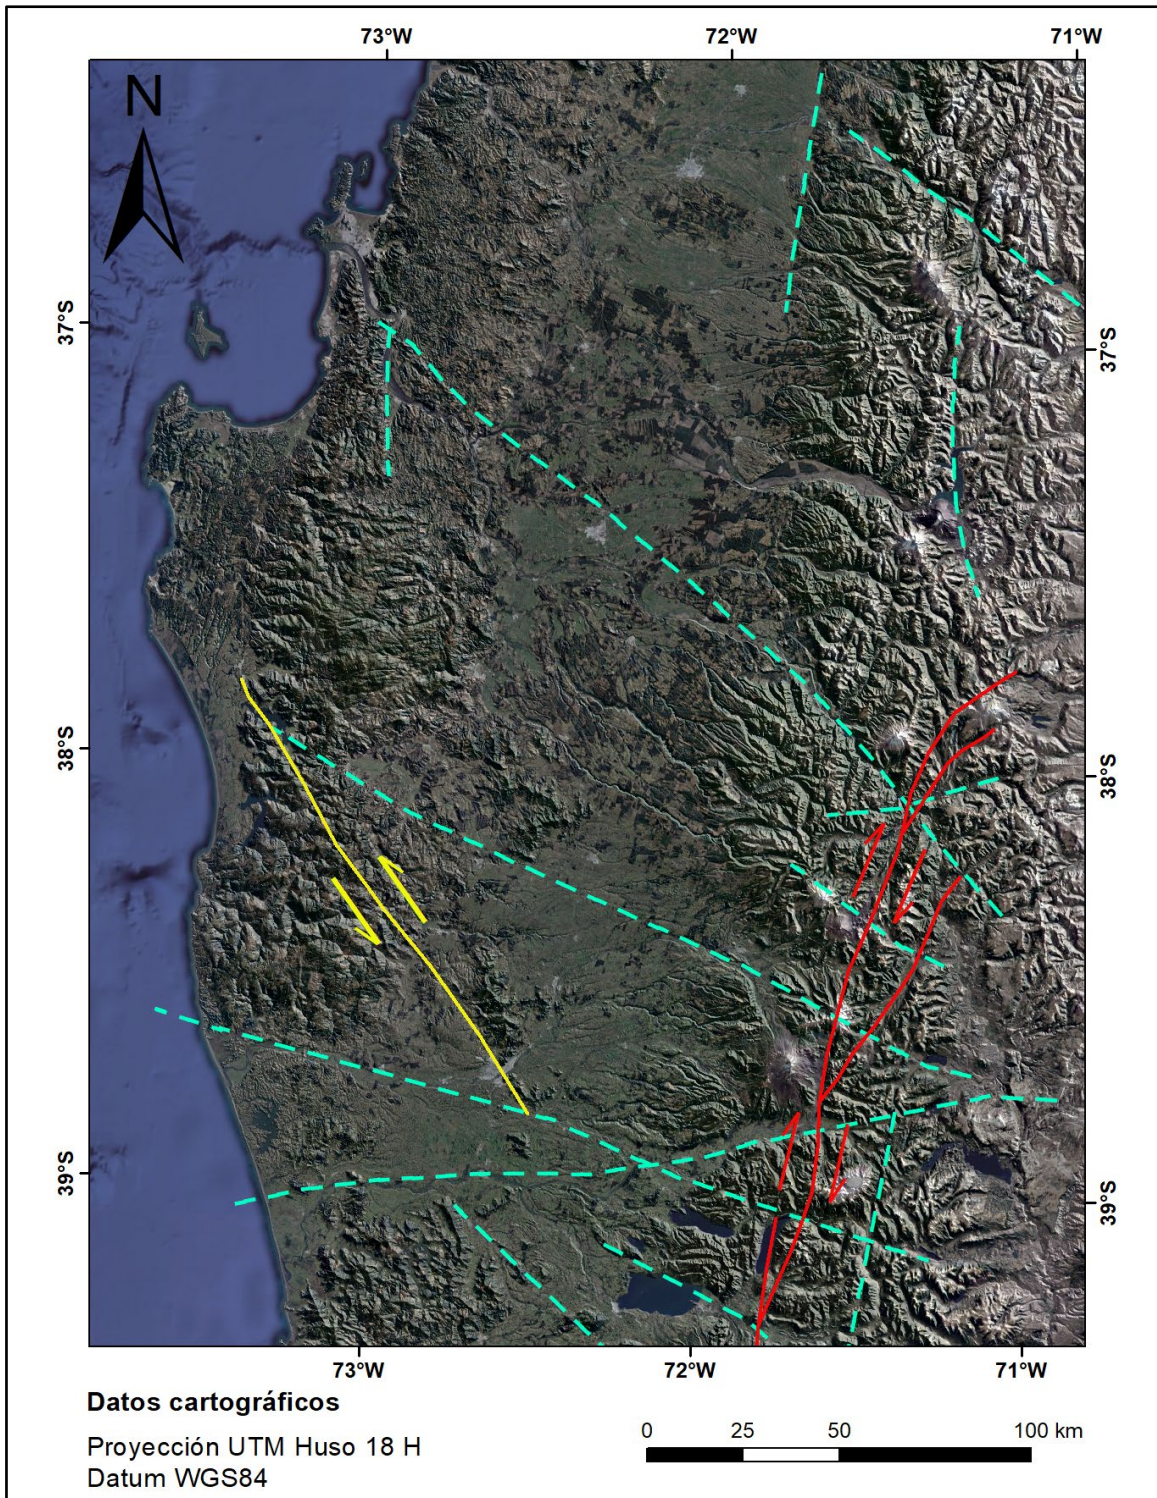 73°W 72°W 71°W
N
37°S 37°S
38°S 38°S
39°S 39°S
73°W 72°W 71°W
Datos cartográficos
Proyección UTM Huso 18 H
Datum WGS84
0 25 50 100 km